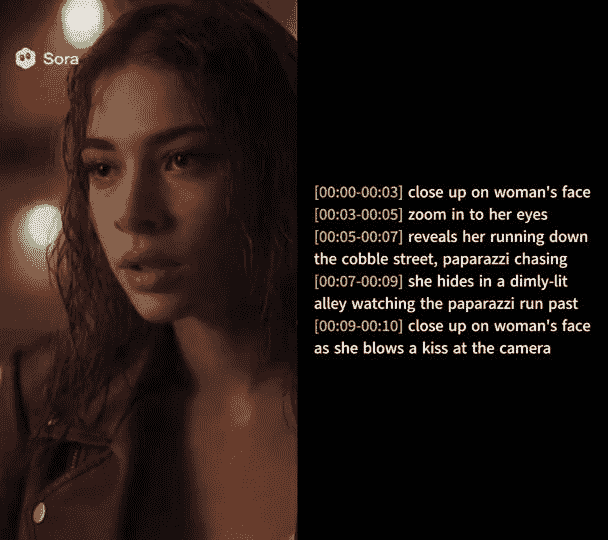 Sora
[00:00-00:03] close up on woman's face
[00:03-00:05] zoom in to her eyes
[00:05-00:07] reveals her running down
the cobble street, paparazzi chasing
[00:07-00:09] she hides in a dimly-lit
alley watching the paparazzi run past
[00:09-00:10] close up on woman's face
as she blows a kiss at the camera